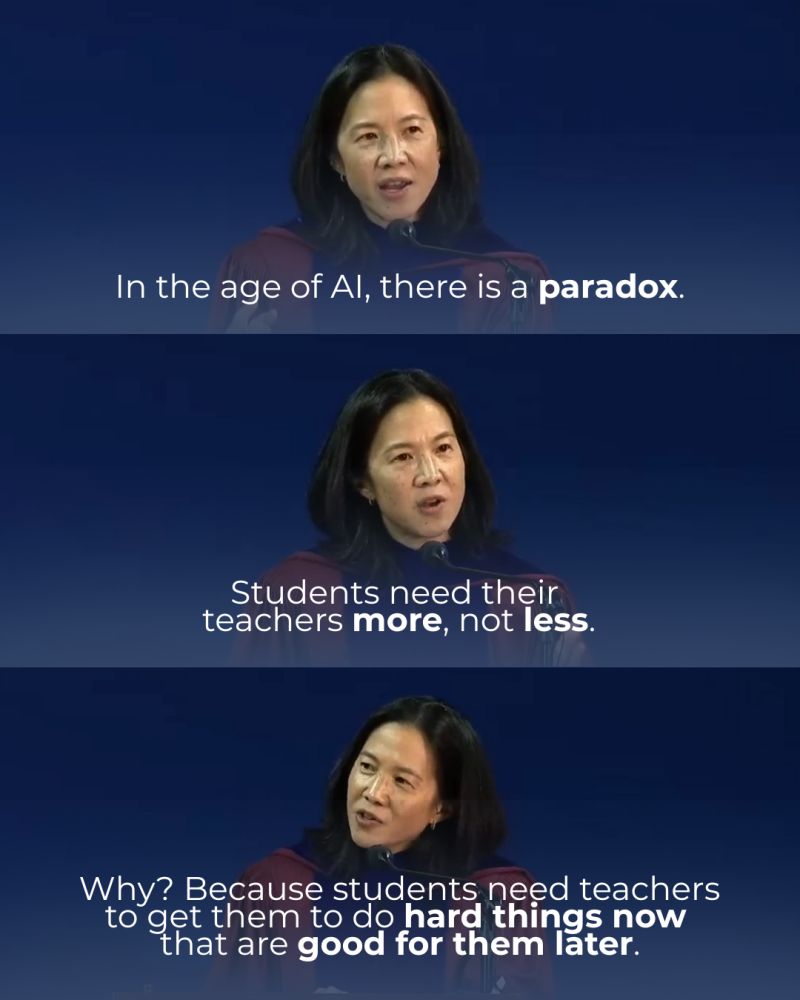 In the age of AI, there is a paradox.
Students need their
teachers more, not less.
Why? Because students need teachers
to get them to do hard things now
that are good for them later.